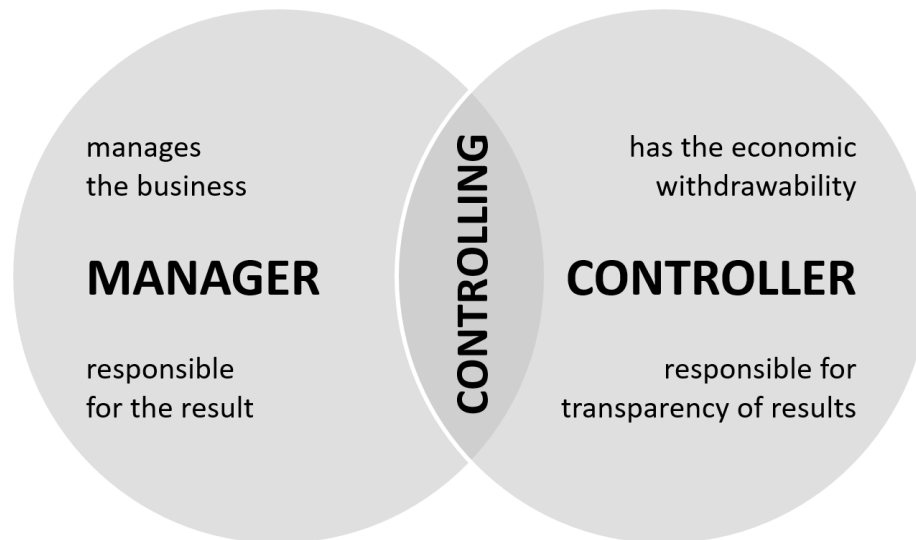 manages
the business
MANAGER
responsible
for the result
CONTROLLING
has the economic
withdrawability
CONTROLLER
responsible for
transparency of results